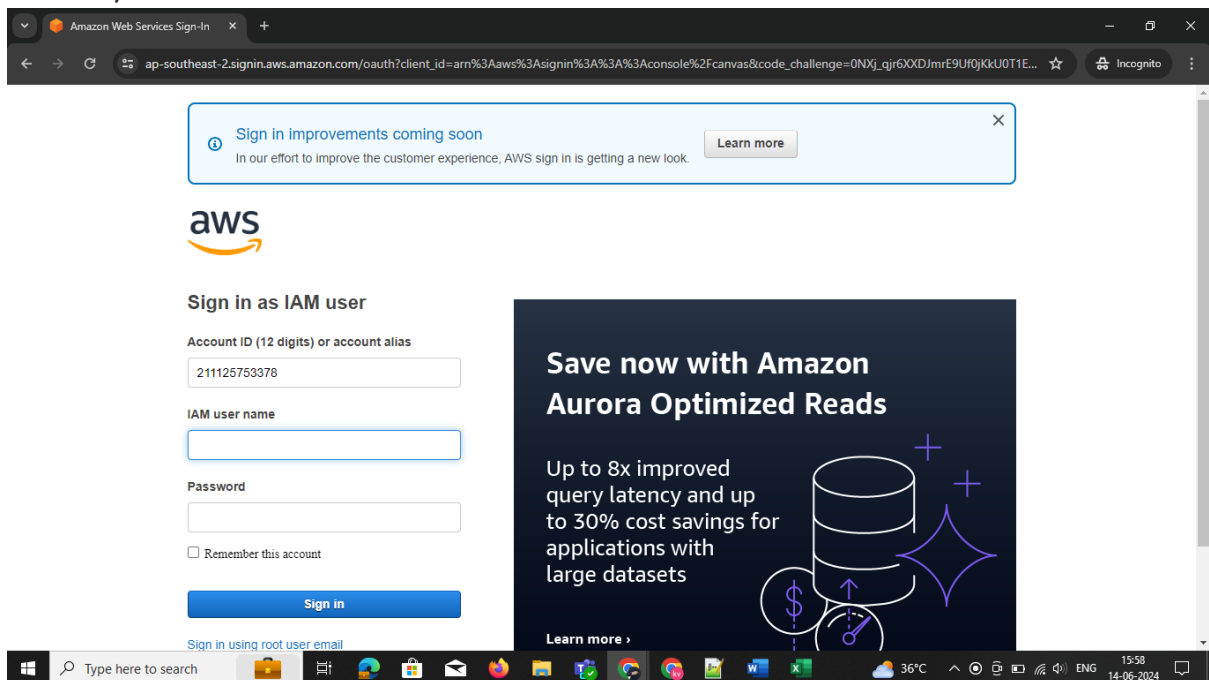 Amazon Web Services Sign-In
ap-southeast-2.signin.aws.amazon.com/oauth?client_id=arn%3Aaws%3Asignin%3A%3A%3Aconsole%2Fcanvas&code_challenge=0NXj_qjr6XXDJmrE9Uf0jKkU0T1E...
Incognito
Sign in improvements coming soon
In our effort to improve the customer experience, AWS sign in is getting a new look.
Learn more
aws
Sign in as IAM user
Account ID (12 digits) or account alias
211125753378
IAM user name
Password
Remember this account
Sign in
Sign in using root user email
Save now with Amazon
Aurora Optimized Reads
Up to 8x improved
query latency and up
to 30% cost savings for
applications with
large datasets
Learn more ›
Type here to search
36°C
ENG
15:58
14-06-2024